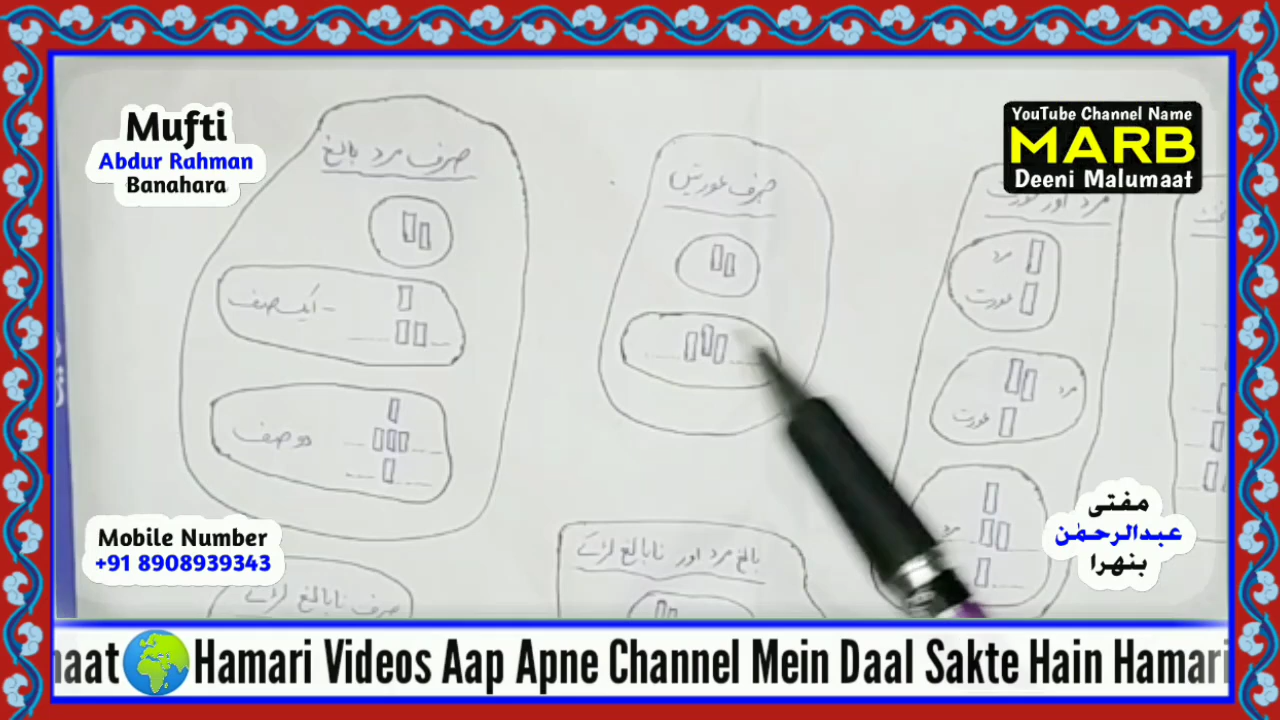 Mufti
Abdur Rahman
Banahara
YouTube Channel Name
MARB
Deeni Malumaat
صرف مرد بالغ
ایک صف
دو صف
صرف عورتیں
مرد اور عورت
مرد
عورت
مرد
عورت
مرد
بالغ مرد اور نابالغ لڑکے
صرف نابالغ لڑکے
Mobile Number
+91 8908939343
مفتی
عبدالرحمٰن
بنہرا
aat Hamari Videos Aap Apne Channel Mein Daal Sakte Hain Hamari